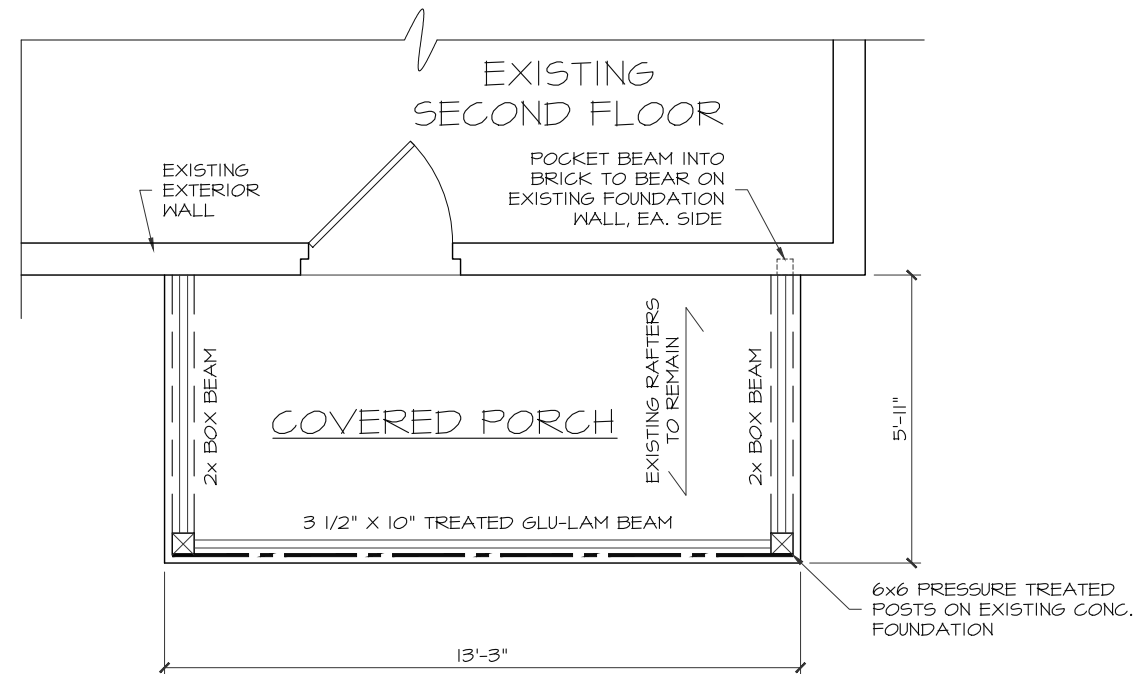 EXISTING
SECOND FLOOR
POCKET BEAM INTO
BRICK TO BEAR ON
EXISTING FOUNDATION
WALL, EA. SIDE
EXISTING
EXTERIOR
WALL
2x BOX BEAM
COVERED PORCH
EXISTING RAFTERS
TO REMAIN
2x BOX BEAM
5'-11"
3 1/2" X 10" TREATED GLU-LAM BEAM
6x6 PRESSURE TREATED
POSTS ON EXISTING CONC.
FOUNDATION
13'-3"